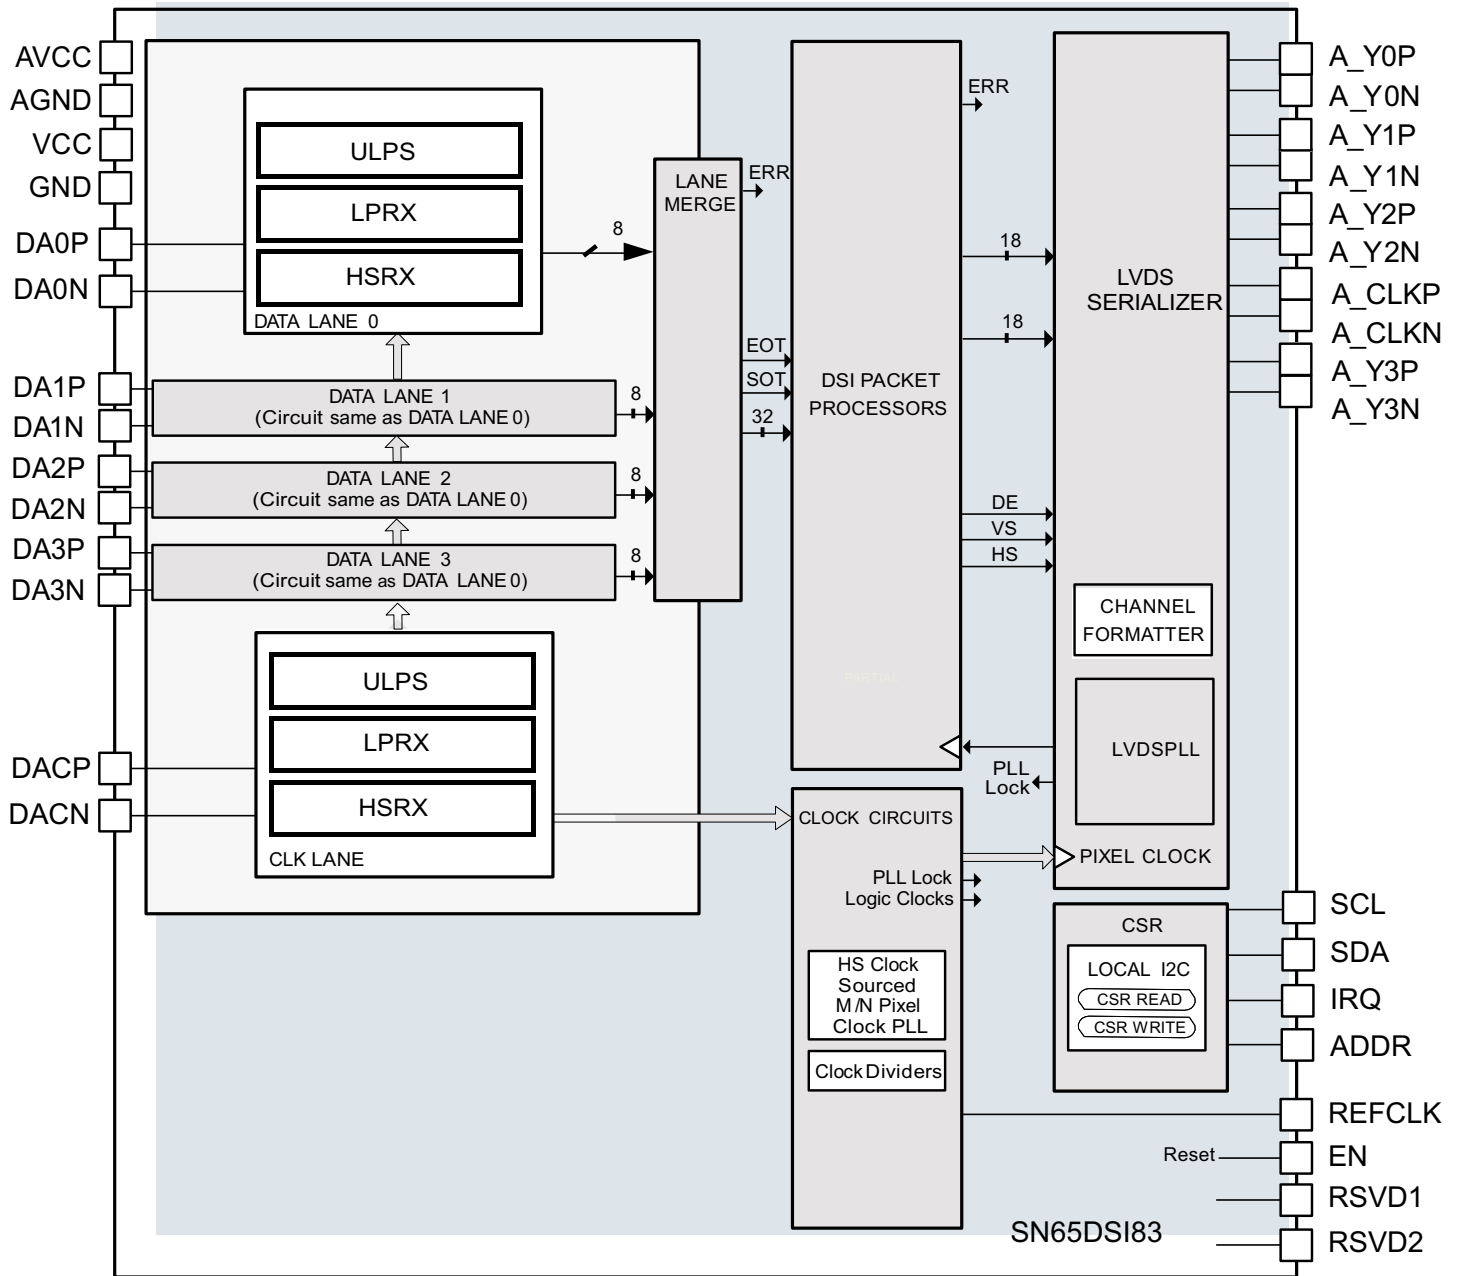 AVCC
AGND
VCC
GND
DA0P
DA0N
DA1P
DA1N
DA2P
DA2N
DA3P
DA3N
DACP
DACN
ULPS
LPRX
HSRX
DATA LANE 0
8
DATA LANE 1
(Circuit same as DATA LANE 0)
8
DATA LANE 2
(Circuit same as DATA LANE 0)
8
DATA LANE 3
(Circuit same as DATA LANE 0)
8
ULPS
LPRX
HSRX
CLK LANE
LANE
MERGE
ERR
EOT
SOT
32
DSI PACKET
PROCESSORS
PARTIAL
ERR
18
18
DE
VS
HS
PLL
Lock
LVDS
SERIALIZER
CHANNEL
FORMATTER
LVDSPLL
PIXEL CLOCK
CLOCK CIRCUITS
PLL Lock
Logic Clocks
HS Clock
Sourced
M/N Pixel
Clock PLL
Clock Dividers
CSR
LOCAL I2C
CSR READ
CSR WRITE
Reset
SN65DSI83
A_Y0P
A_Y0N
A_Y1P
A_Y1N
A_Y2P
A_Y2N
A_CLKP
A_CLKN
A_Y3P
A_Y3N
SCL
SDA
IRQ
ADDR
REFCLK
EN
RSVD1
RSVD2